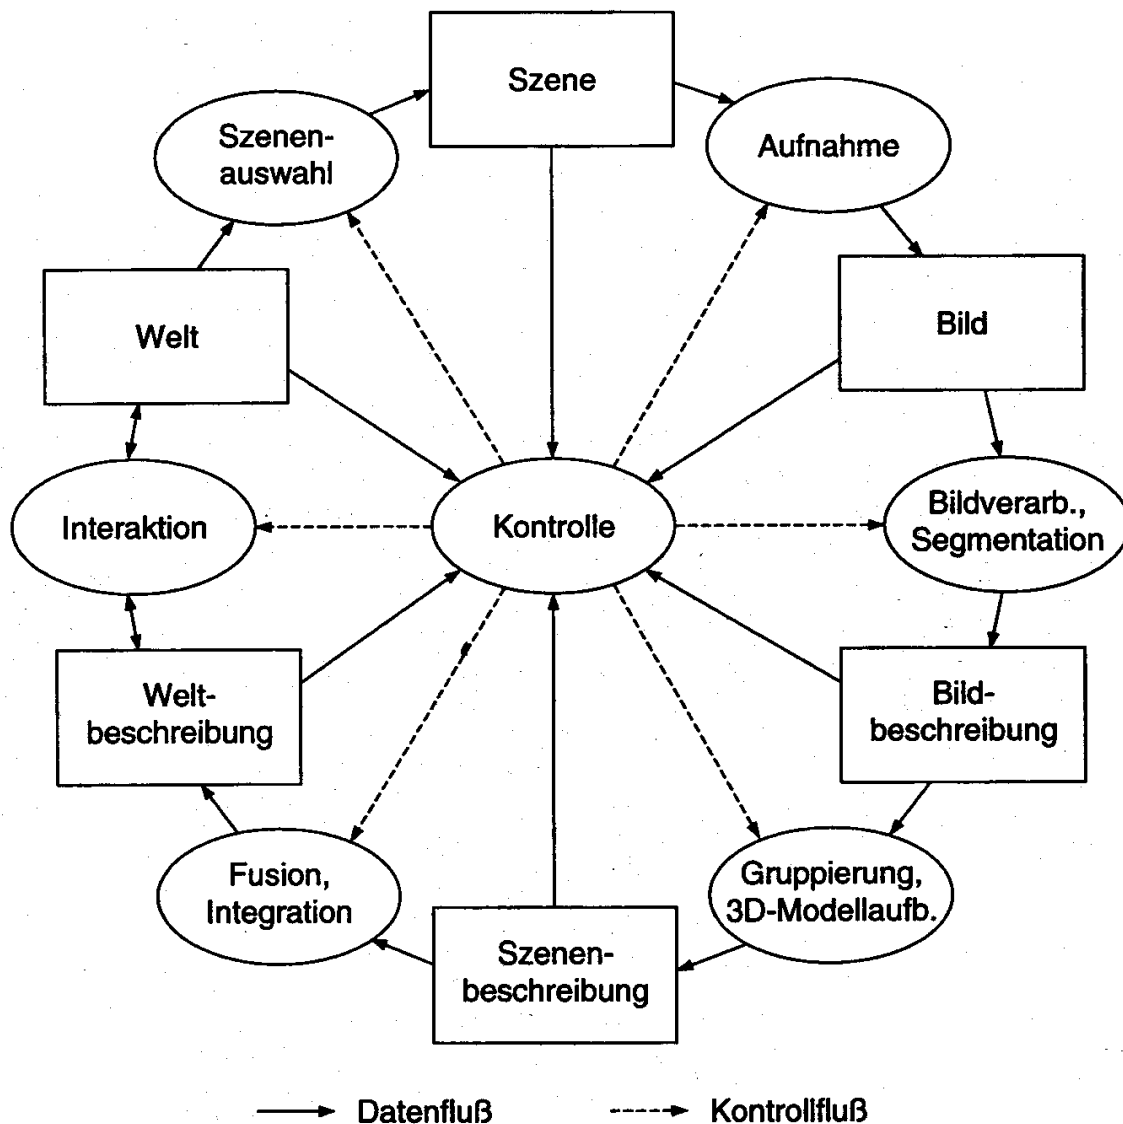 Szene
Szenen-
auswahl
Aufnahme
Welt
Bild
Interaktion
Kontrolle
Bildverarb.,
Segmentation
Welt-
beschreibung
Bild-
beschreibung
Fusion,
Integration
Gruppierung,
3D-Modellaufb.
Szenen-
beschreibung
Datenfluß
Kontrollfluß